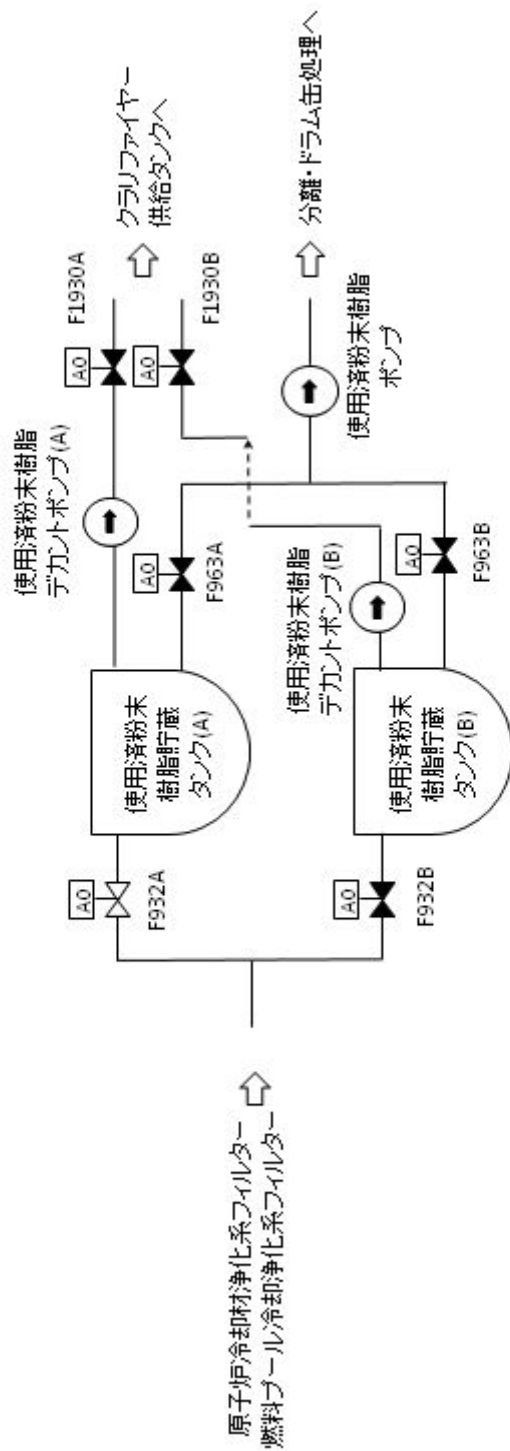 原子炉冷却材浄化系フィルター
燃料プール冷却浄化系フィルター
A0
F932A
A0
F932B
使用済粉末
樹脂貯蔵
タンク(A)
使用済粉末
樹脂貯蔵
タンク(B)
使用済粉末樹脂
デカントポンプ(A)
A0
F963A
使用済粉末樹脂
デカントポンプ(B)
A0
F963B
A0
F1930A
A0
F1930B
クラリファイヤー
供給タンクへ
使用済粉末樹脂
ポンプ
分離・ドラム缶処理へ